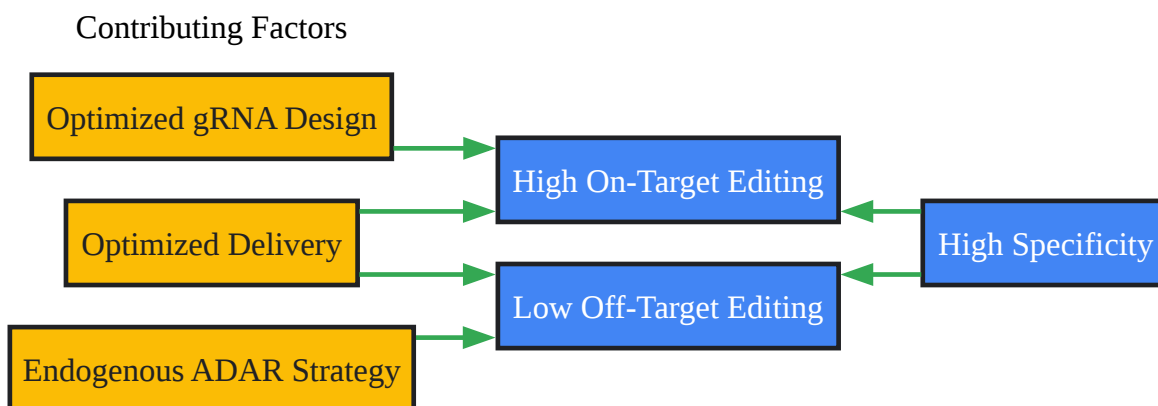 Contributing Factors
Optimized gRNA Design
High On-Target Editing
Optimized Delivery
High Specificity
Low Off-Target Editing
Endogenous ADAR Strategy